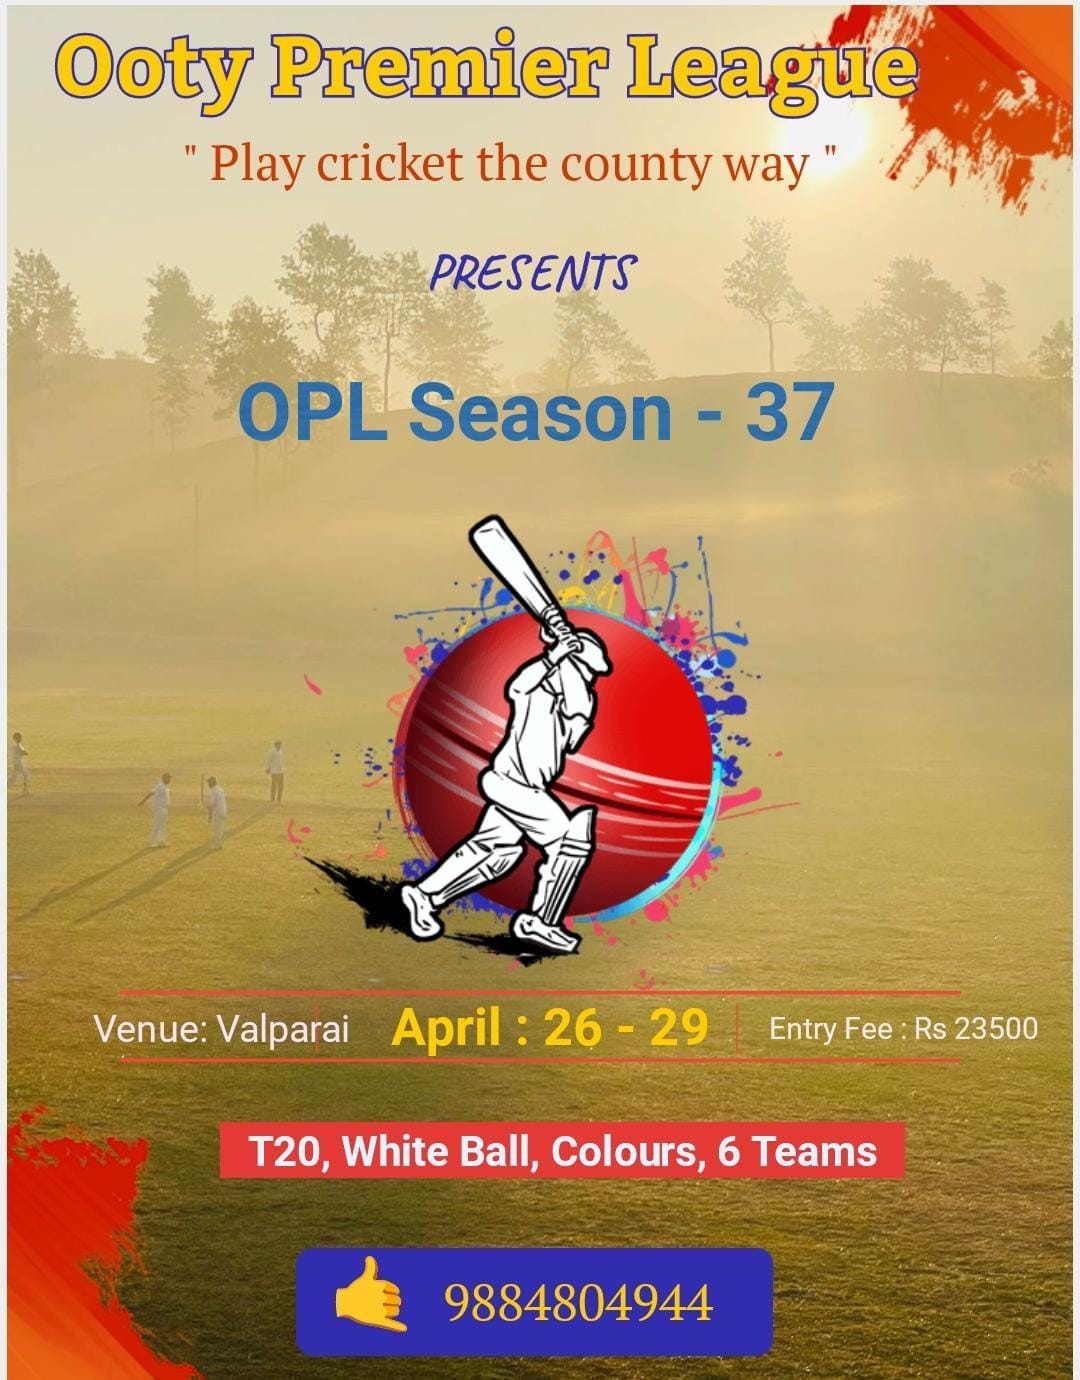 Ooty Premier League
" Play cricket the county way "
PRESENTS
OPL Season - 37
Venue: Valparai
April : 26 - 29
Entry Fee : Rs 23500
T20, White Ball, Colours, 6 Teams
🤙 9884804944